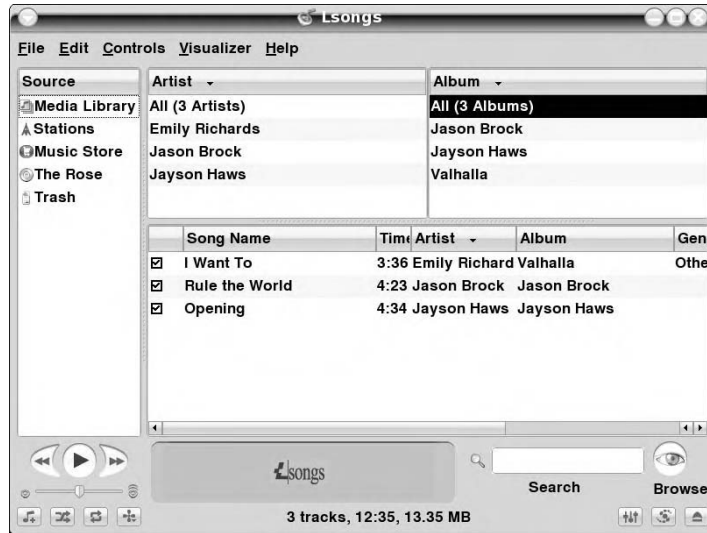 Lsongs
File Edit Controls Visualizer Help
Source
Media Library
Stations
Music Store
The Rose
Trash
Artist
All (3 Artists)
Emily Richards
Jason Brock
Jayson Haws
Album
All (3 Albums)
Jason Brock
Jayson Haws
Valhalla
Song Name Time Artist Album Gen
I Want To 3:36 Emily Richard Valhalla Othe
Rule the World 4:23 Jason Brock Jason Brock
Opening 4:34 Jayson Haws Jayson Haws
Lsongs
Search
Browse
3 tracks, 12:35, 13.35 MB